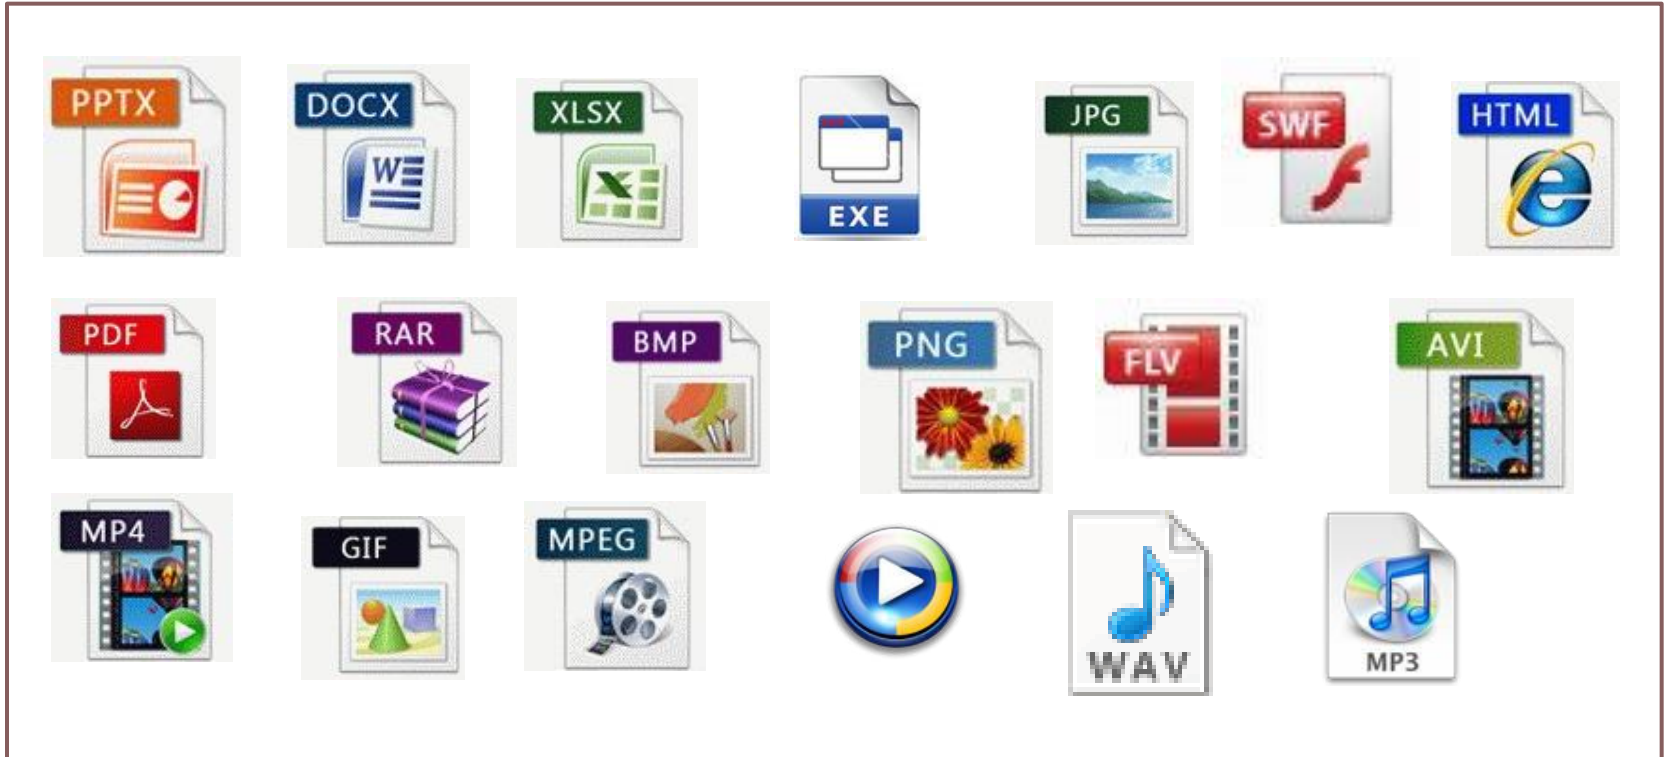 PPTX
DOCX
XLSX
EXE
JPG
SWF
HTML
PDF
RAR
BMP
PNG
FLV
AVI
MP4
GIF
MPEG
WAV
MP3